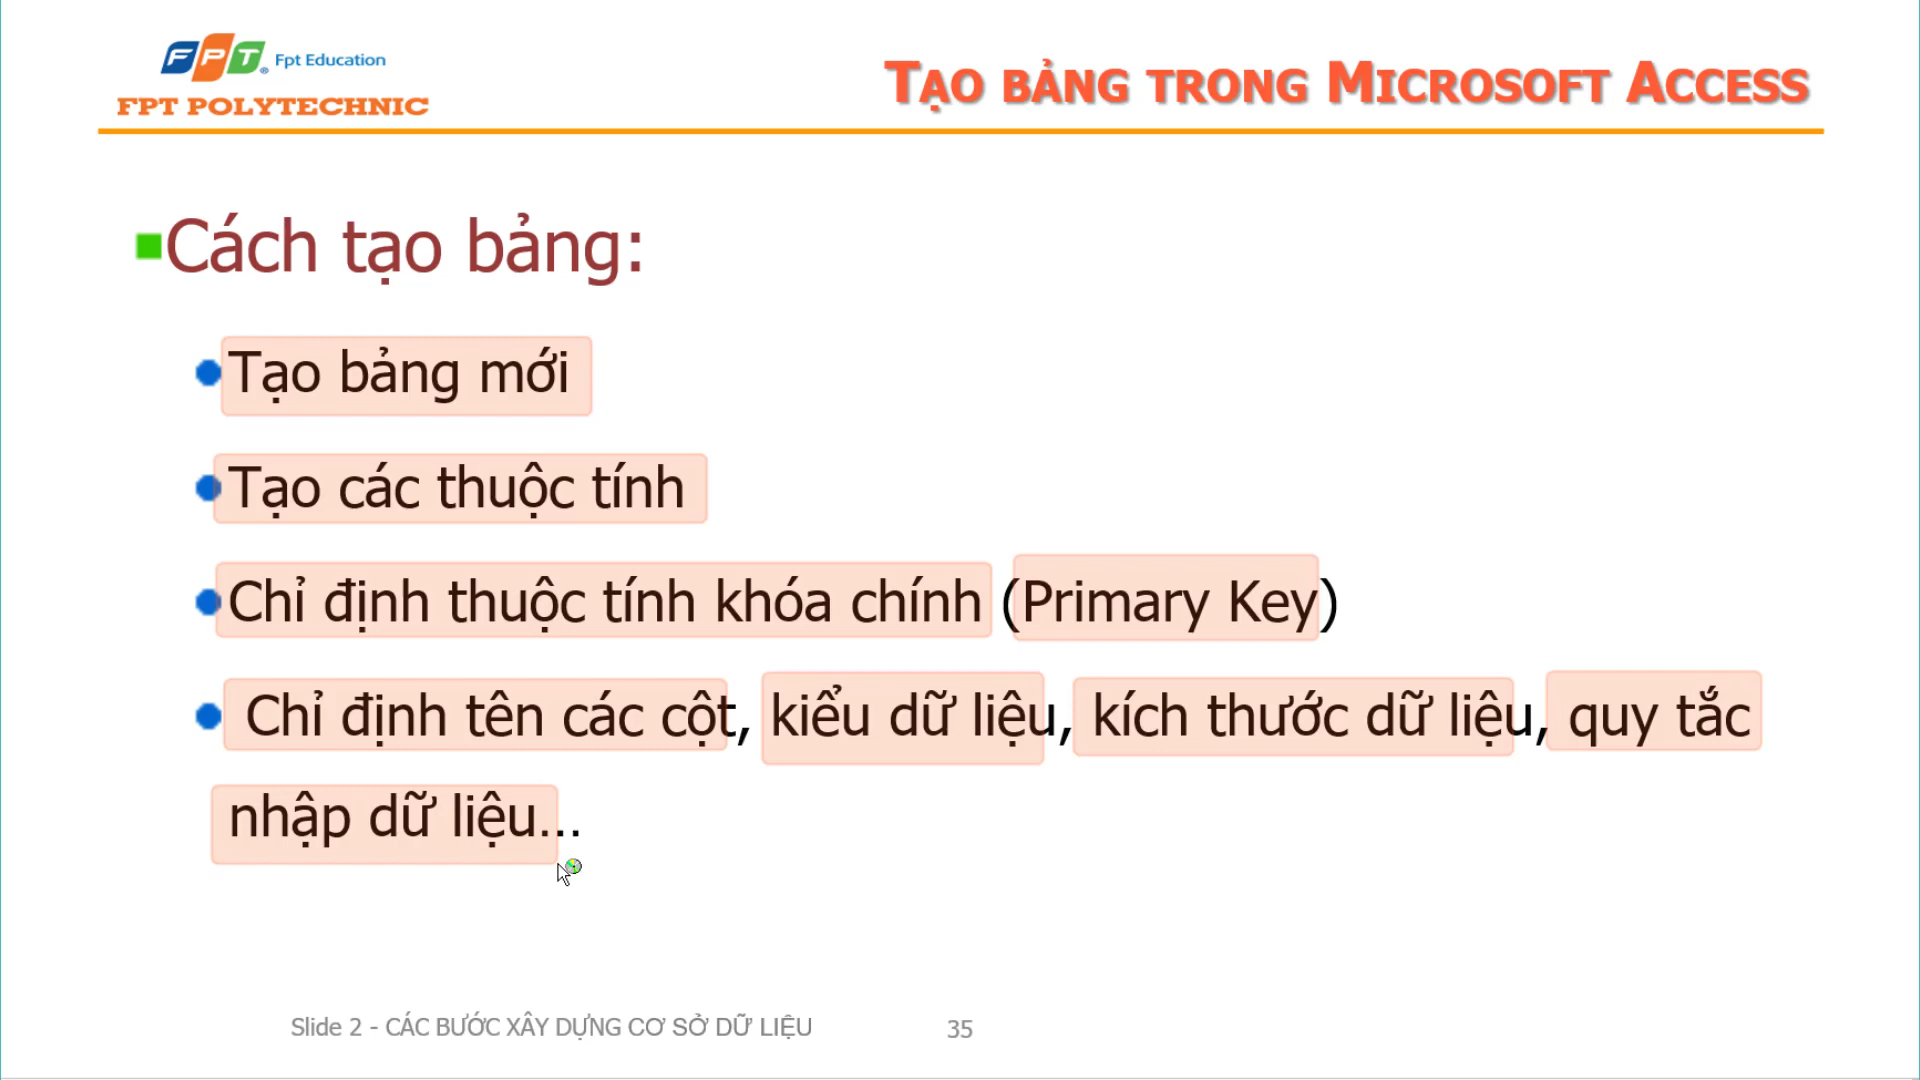 FPT Fpt Education
FPT POLYTECHNIC
TẠO BẢNG TRONG MICROSOFT ACCESS
Cách tạo bảng:
Tạo bảng mới
Tạo các thuộc tính
Chỉ định thuộc tính khóa chính (Primary Key)
Chỉ định tên các cột, kiểu dữ liệu, kích thước dữ liệu, quy tắc
nhập dữ liệu...
Slide 2 - CÁC BƯỚC XÂY DỰNG CƠ SỞ DỮ LIỆU 35